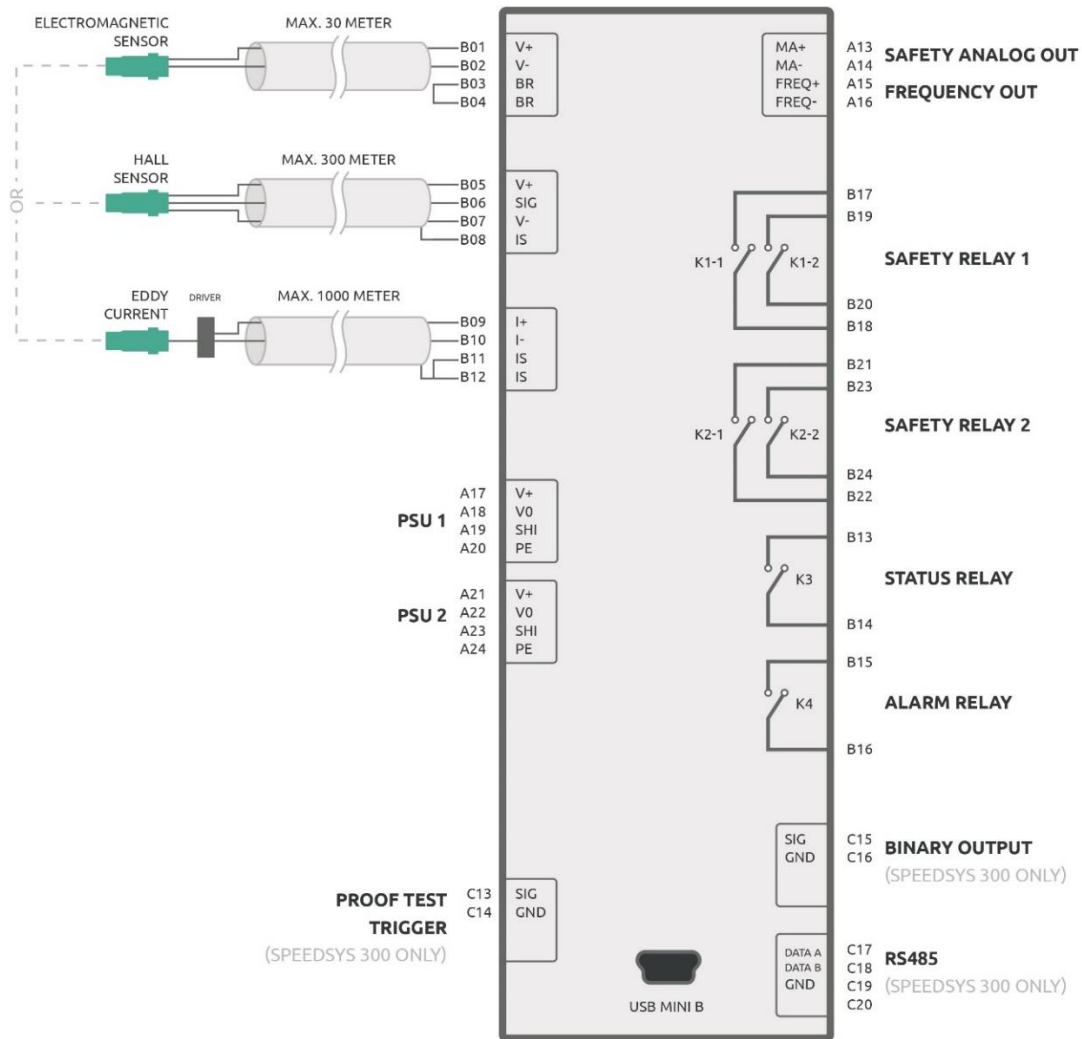 ELECTROMAGNETIC
SENSOR
MAX. 30 METER
B01 V+
B02 V-
B03 BR
B04 BR
MA+ A13
MA- A14
FREQ+ A15
FREQ- A16
SAFETY ANALOG OUT
FREQUENCY OUT
OR
HALL
SENSOR
MAX. 300 METER
B05 V+
B06 SIG
B07 V-
B08 IS
B17
B19
K1-1
K1-2
SAFETY RELAY 1
B20
B18
EDDY
CURRENT
DRIVER
MAX. 1000 METER
B09 I+
B10 I-
B11 IS
B12 IS
B21
B23
K2-1
K2-2
SAFETY RELAY 2
B24
B22
PSU 1
A17 V+
A18 V0
A19 SHI
A20 PE
PSU 2
A21 V+
A22 V0
A23 SHI
A24 PE
B13
K3
STATUS RELAY
B14
B15
K4
ALARM RELAY
B16
SIG C15
GND C16
BINARY OUTPUT
(SPEEDSYS 300 ONLY)
PROOF TEST
TRIGGER
(SPEEDSYS 300 ONLY)
C13 SIG
C14 GND
USB MINI B
DATA A C17
DATA B C18
GND C19
C20
RS485
(SPEEDSYS 300 ONLY)